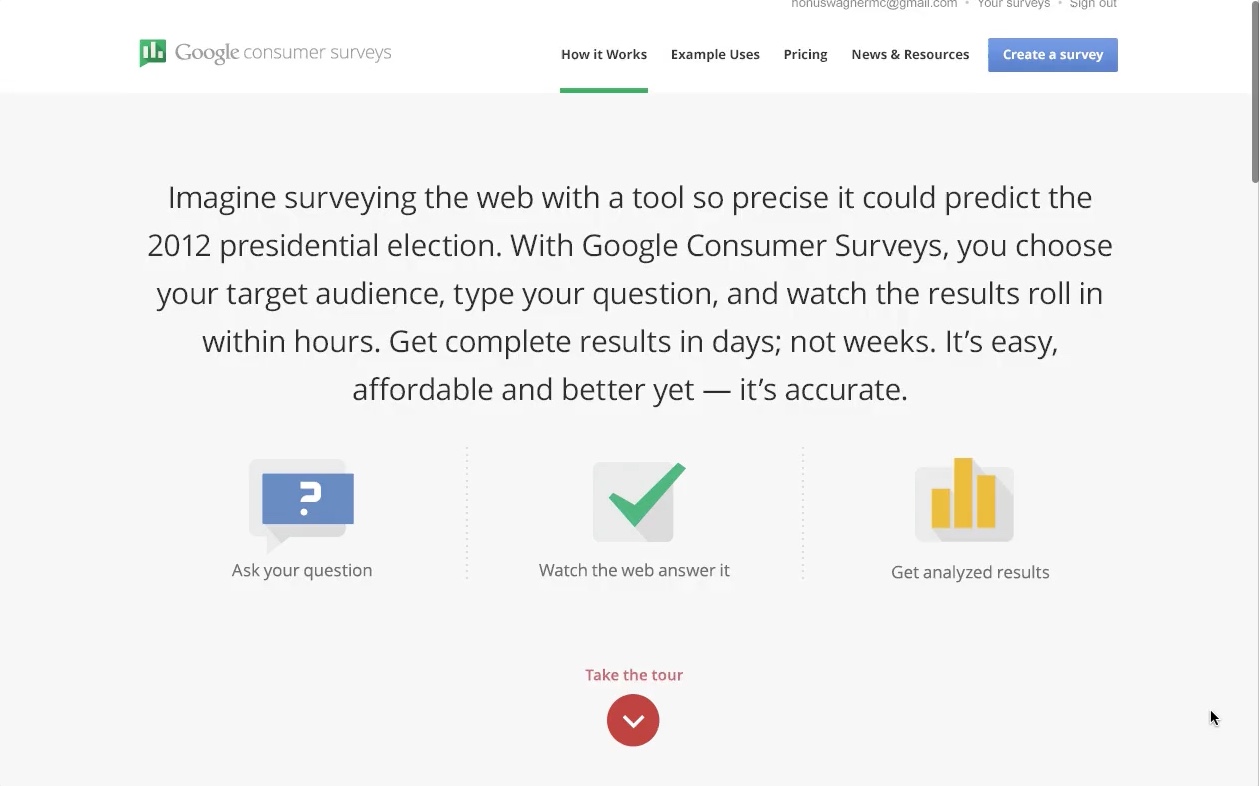 honuswagnermc@gmail.com • Your surveys • Sign out
Google consumer surveys
How it Works Example Uses Pricing News & Resources Create a survey
Imagine surveying the web with a tool so precise it could predict the
2012 presidential election. With Google Consumer Surveys, you choose
your target audience, type your question, and watch the results roll in
within hours. Get complete results in days; not weeks. It’s easy,
affordable and better yet — it’s accurate.
?
Ask your question
Watch the web answer it
Get analyzed results
Take the tour